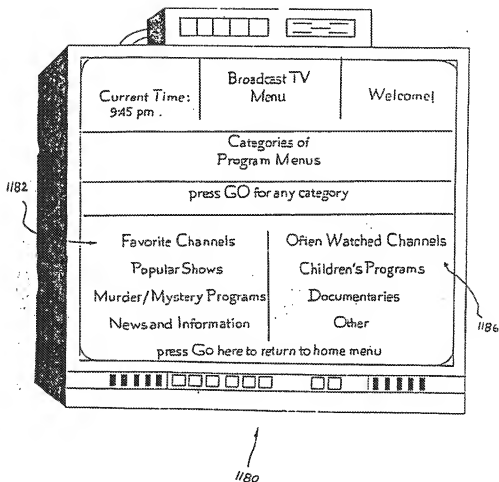 Broadcast TV
Menu
Current Time:
9:45 pm.
Welcome!
Categories of
Program Menus
press GO for any category
1182
Favorite Channels
Often Watched Channels
Popular Shows
Children's Programs
Murder/Mystery Programs
Documentaries
News and Information
Other
1186
press Go here to return to home menu
1180